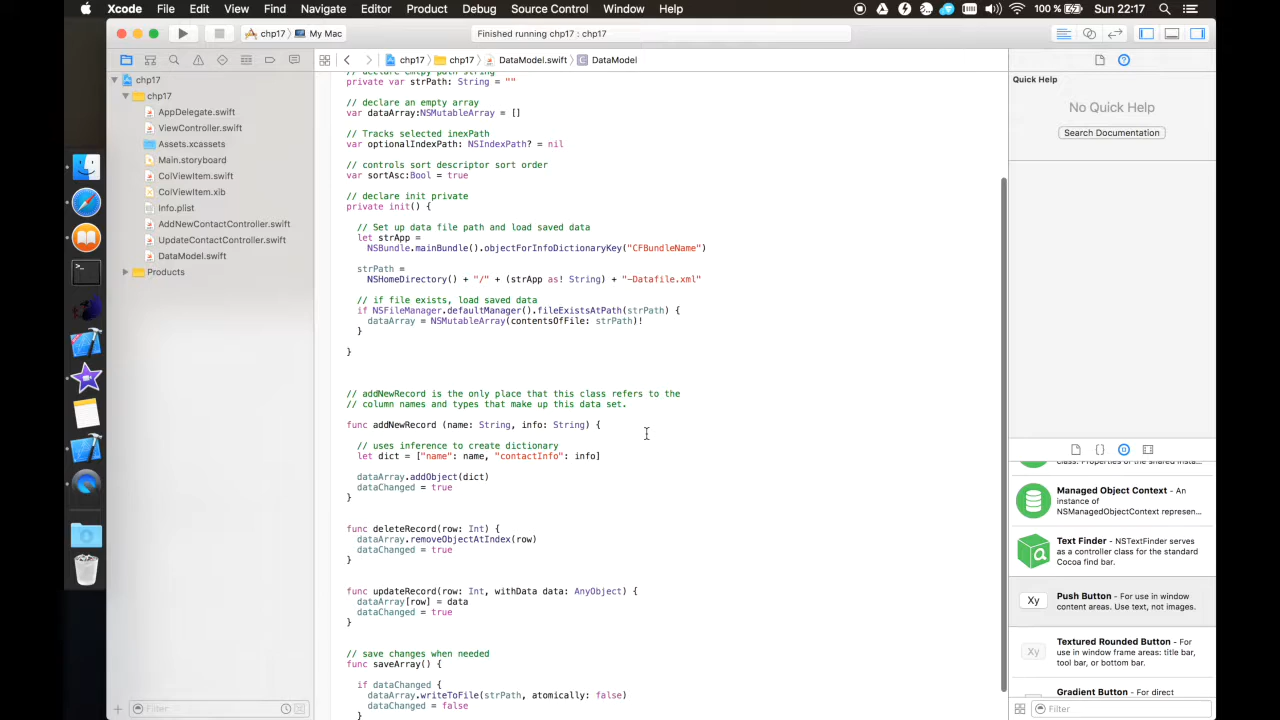 Xcode File Edit View Find Navigate Editor Product Debug Source Control Window Help 100 % Sun 22:17
chp17 My Mac Finished running chp17 : chp17
chp17 chp17 DataModel.swift C DataModel
Quick Help
No Quick Help
Search Documentation
chp17
chp17
AppDelegate.swift
ViewController.swift
Assets.xcassets
Main.storyboard
ColViewItem.swift
ColViewItem.xib
Info.plist
AddNewContactController.swift
UpdateContactController.swift
DataModel.swift
Products
Filter
// declare emtpy path string
private var strPath: String = ""
// declare an empty array
var dataArray:NSMutableArray = []
// Tracks selected inexPath
var optionalIndexPath: NSIndexPath? = nil
// controls sort descriptor sort order
var sortAsc:Bool = true
// declare init private
private init() {
// Set up data file path and load saved data
let strApp =
NSBundle.mainBundle().objectForInfoDictionaryKey("CFBundleName")
strPath =
NSHomeDirectory() + "/" + (strApp as! String) + "-Datafile.xml"
// if file exists, load saved data
if NSFileManager.defaultManager().fileExistsAtPath(strPath) {
dataArray = NSMutableArray(contentsOfFile: strPath)!
}
}
// addNewRecord is the only place that this class refers to the
// column names and types that make up this data set.
func addNewRecord (name: String, info: String) {
// uses inference to create dictionary
let dict = ["name": name, "contactInfo": info]
dataArray.addObject(dict)
dataChanged = true
}
func deleteRecord(row: Int) {
dataArray.removeObjectAtIndex(row)
dataChanged = true
}
func updateRecord(row: Int, withData data: AnyObject) {
dataArray[row] = data
dataChanged = true
}
// save changes when needed
func saveArray() {
if dataChanged {
dataArray.writeToFile(strPath, atomically: false)
dataChanged = false
}
class. Properties of the shared insta...
Managed Object Context - An
instance of
NSManagedObjectContext represen...
Text Finder - NSTextFinder serves
as a controller class for the standard
Cocoa find bar.
Xy
Push Button - For use in window
content areas. Use text, not images.
Xy
Textured Rounded Button - For
use in window frame areas: title bar,
tool bar, or bottom bar.
Gradient Button - For direct
Filter